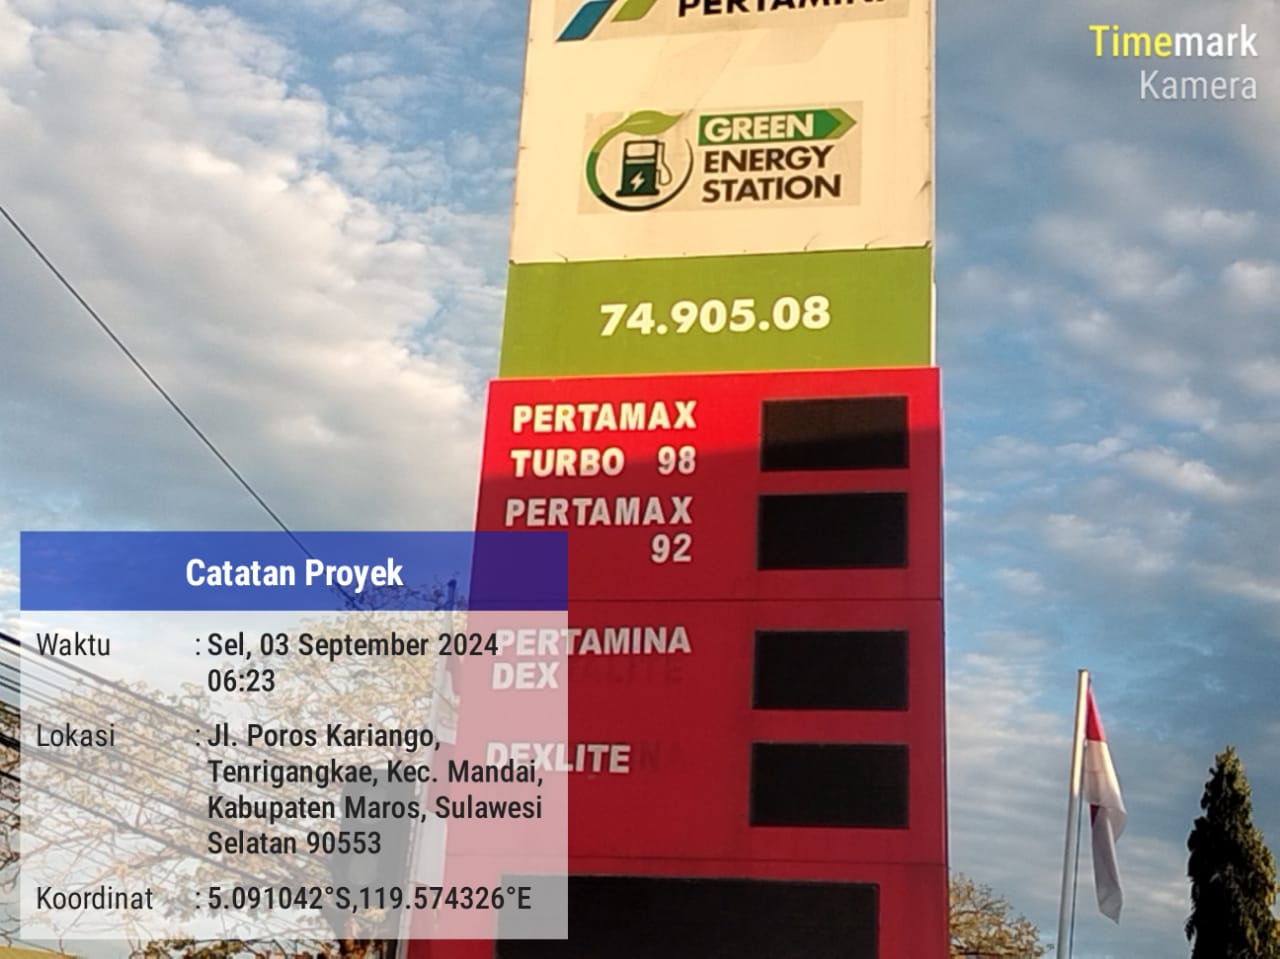 PERTAMINA
Timemark
Kamera
GREEN
ENERGY
STATION
74.905.08
PERTAMAX
TURBO 98
PERTAMAX
92
PERTAMINA
DEX
DEXLITE
Catatan Proyek
Waktu : Sel, 03 September 2024
06:23
Lokasi : Jl. Poros Kariango,
Tenrigangkae, Kec. Mandai,
Kabupaten Maros, Sulawesi
Selatan 90553
Koordinat : 5.091042°S,119.574326°E